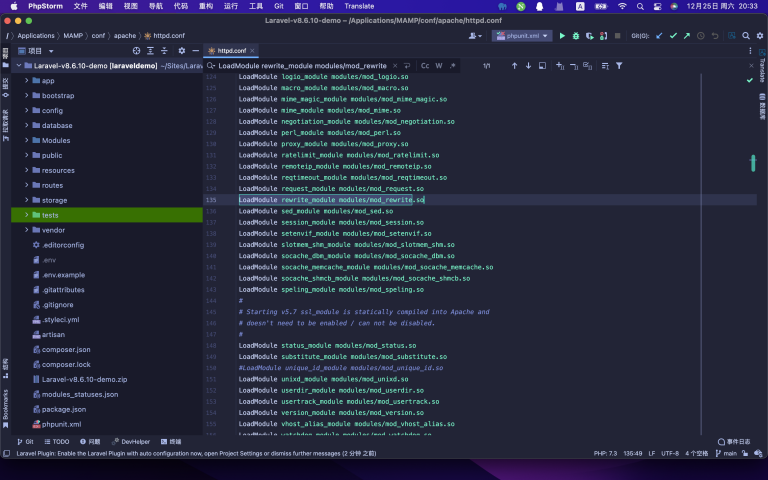 PhpStorm 文件 编辑 视图 导航 代码 重构 运行 工具 Git 窗口 帮助 Translate 12月25日 周六 20:33
Laravel-v8.6.10-demo – /Applications/MAMP/conf/apache/httpd.conf
/ Applications MAMP conf apache httpd.conf phpunit.xml Git(G):
项目 httpd.conf
Laravel-v8.6.10-demo [laraveldemo] ~/Sites/Larav
LoadModule rewrite_module modules/mod_rewrite Cc W .* 1/1
app
bootstrap
config
database
Modules
public
resources
routes
storage
tests
vendor
.editorconfig
.env
.env.example
.gitattributes
.gitignore
.styleci.yml
artisan
composer.json
composer.lock
Laravel-v8.6.10-demo.zip
modules_statuses.json
package.json
phpunit.xml
124 LoadModule logio_module modules/mod_logio.so
125 LoadModule macro_module modules/mod_macro.so
126 LoadModule mime_magic_module modules/mod_mime_magic.so
127 LoadModule mime_module modules/mod_mime.so
128 LoadModule negotiation_module modules/mod_negotiation.so
129 LoadModule perl_module modules/mod_perl.so
130 LoadModule proxy_module modules/mod_proxy.so
131 LoadModule ratelimit_module modules/mod_ratelimit.so
132 LoadModule remoteip_module modules/mod_remoteip.so
133 LoadModule reqtimeout_module modules/mod_reqtimeout.so
134 LoadModule request_module modules/mod_request.so
135 LoadModule rewrite_module modules/mod_rewrite.so
136 LoadModule sed_module modules/mod_sed.so
137 LoadModule session_module modules/mod_session.so
138 LoadModule setenvif_module modules/mod_setenvif.so
139 LoadModule slotmem_shm_module modules/mod_slotmem_shm.so
140 LoadModule socache_dbm_module modules/mod_socache_dbm.so
141 LoadModule socache_memcache_module modules/mod_socache_memcache.so
142 LoadModule socache_shmcb_module modules/mod_socache_shmcb.so
143 LoadModule speling_module modules/mod_speling.so
144 #
145 # Starting v5.7 ssl_module is statically compiled into Apache and
146 # doesn't need to be enabled / can not be disabled.
147 #
148 LoadModule status_module modules/mod_status.so
149 LoadModule substitute_module modules/mod_substitute.so
150 #LoadModule unique_id_module modules/mod_unique_id.so
151 LoadModule unixd_module modules/mod_unixd.so
152 LoadModule userdir_module modules/mod_userdir.so
153 LoadModule usertrack_module modules/mod_usertrack.so
154 LoadModule version_module modules/mod_version.so
155 LoadModule vhost_alias_module modules/mod_vhost_alias.so
LoadModule watchdog_module modules/mod_watchdog.so
项目
提交
拉取请求
结构
Bookmarks
Translate
数据库
Git TODO 问题 DevHelper 终端 事件日志
Laravel Plugin: Enable the Laravel Plugin with auto configuration now, open Project Settings or dismiss further messages (2 分钟 之前) PHP: 7.3 135:49 LF UTF-8 4 个空格 main